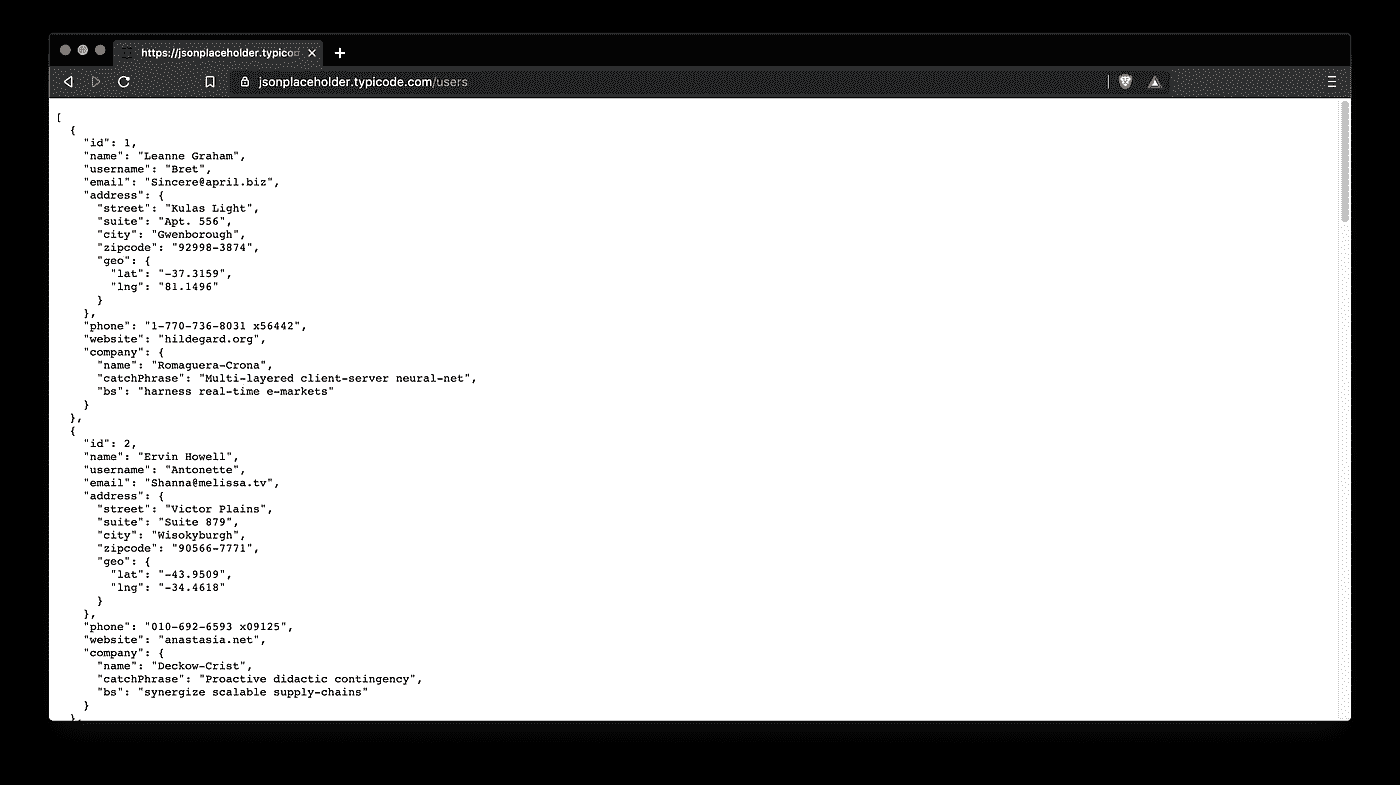 https://jsonplaceholder.typicod
jsonplaceholder.typicode.com/users
[
  {
    "id": 1,
    "name": "Leanne Graham",
    "username": "Bret",
    "email": "Sincere@april.biz",
    "address": {
      "street": "Kulas Light",
      "suite": "Apt. 556",
      "city": "Gwenborough",
      "zipcode": "92998-3874",
      "geo": {
        "lat": "-37.3159",
        "lng": "81.1496"
      }
    },
    "phone": "1-770-736-8031 x56442",
    "website": "hildegard.org",
    "company": {
      "name": "Romaguera-Crona",
      "catchPhrase": "Multi-layered client-server neural-net",
      "bs": "harness real-time e-markets"
    }
  },
  {
    "id": 2,
    "name": "Ervin Howell",
    "username": "Antonette",
    "email": "Shanna@melissa.tv",
    "address": {
      "street": "Victor Plains",
      "suite": "Suite 879",
      "city": "Wisokyburgh",
      "zipcode": "90566-7771",
      "geo": {
        "lat": "-43.9509",
        "lng": "-34.4618"
      }
    },
    "phone": "010-692-6593 x09125",
    "website": "anastasia.net",
    "company": {
      "name": "Deckow-Crist",
      "catchPhrase": "Proactive didactic contingency",
      "bs": "synergize scalable supply-chains"
    }
  },